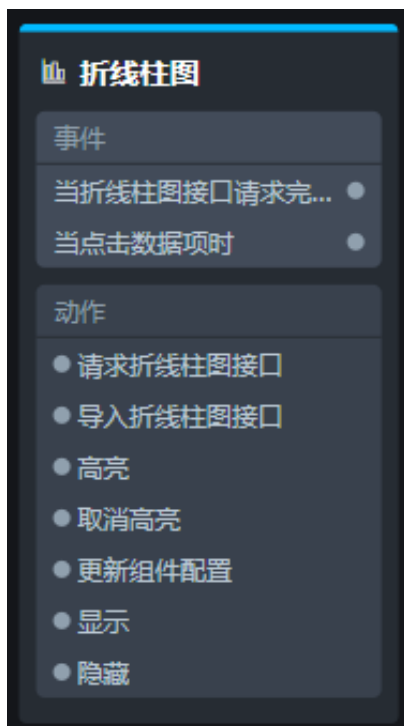 折线柱图
事件
当折线柱图接口请求完...
当点击数据项时
动作
请求折线柱图接口
导入折线柱图接口
高亮
取消高亮
更新组件配置
显示
隐藏